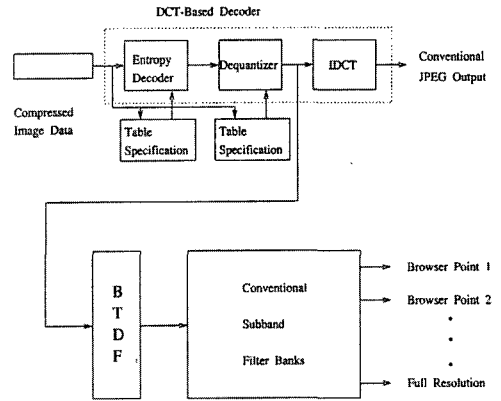 DCT-Based Decoder
Entropy
Decoder
Dequantizer
IDCT
Conventional
JPEG Output
Compressed
Image Data
Table
Specification
Table
Specification
B
T
D
F
Conventional
Subband
Filter Banks
Browser Point 1
Browser Point 2
Full Resolution